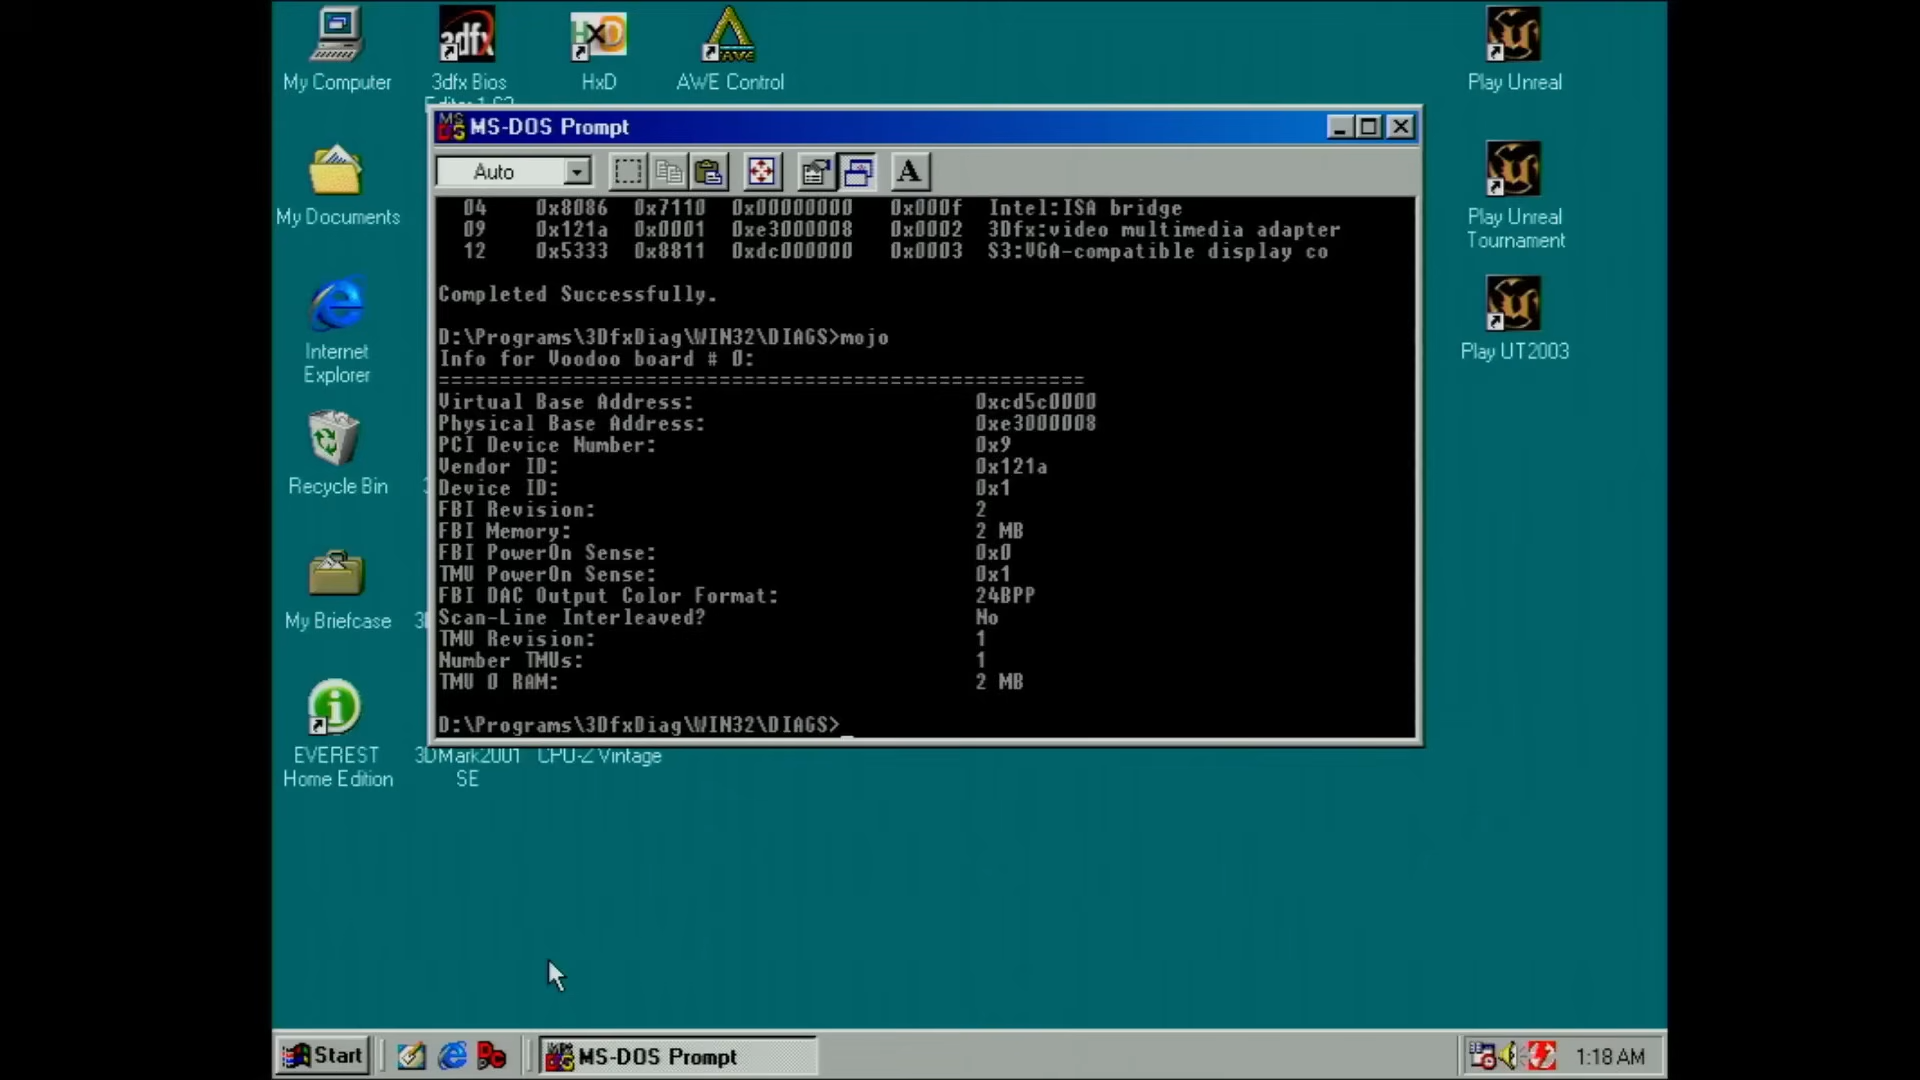 My Computer
3dfx Bios
HxD
AWE Control
Play Unreal
MS-DOS Prompt
Auto
04 0x8086 0x7110 0x00000000 0x000f Intel:ISA bridge
09 0x121a 0x0001 0xe3000008 0x0002 3Dfx:video multimedia adapter
12 0x5333 0x8811 0xdc000000 0x0003 S3:VGA-compatible display co
Completed Successfully.
D:\Programs\3DfxDiag\WIN32\DIAGS>mojo
Info for Voodoo board # 0:
=====================================================
Virtual Base Address: 0xcd5c0000
Physical Base Address: 0xe3000008
PCI Device Number: 0x9
Vendor ID: 0x121a
Device ID: 0x1
FBI Revision: 2
FBI Memory: 2 MB
FBI PowerOn Sense: 0x0
TMU PowerOn Sense: 0x1
FBI DAC Output Color Format: 24BPP
Scan-Line Interleaved? No
TMU Revision: 1
Number TMUs: 1
TMU 0 RAM: 2 MB
D:\Programs\3DfxDiag\WIN32\DIAGS>_
My Documents
Internet
Explorer
Recycle Bin
My Briefcase
EVEREST
Home Edition
3DMark2001
SE
CPU-Z Vintage
Play Unreal
Tournament
Play UT2003
Start
MS-DOS Prompt
1:18 AM